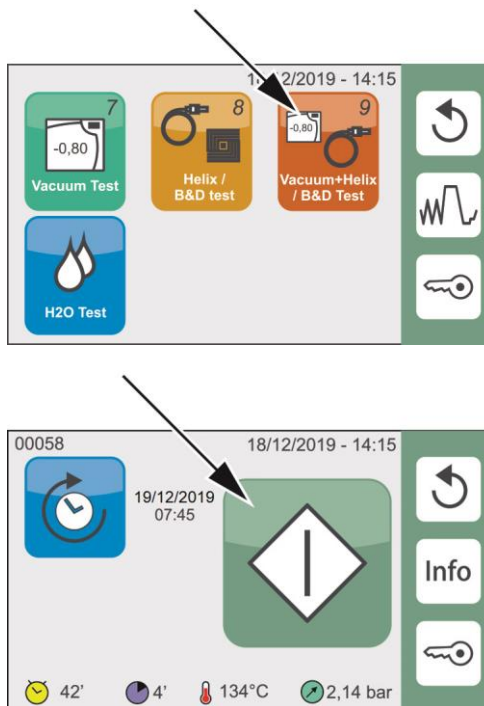 2/2019 - 14:15
7
-0,80
Vacuum Test
8
Helix /
B&D test
9
-0,80
Vacuum+Helix
/ B&D Test
H2O Test
00058
18/12/2019 - 14:15
19/12/2019
07:45
Info
42'
4'
134°C
2,14 bar